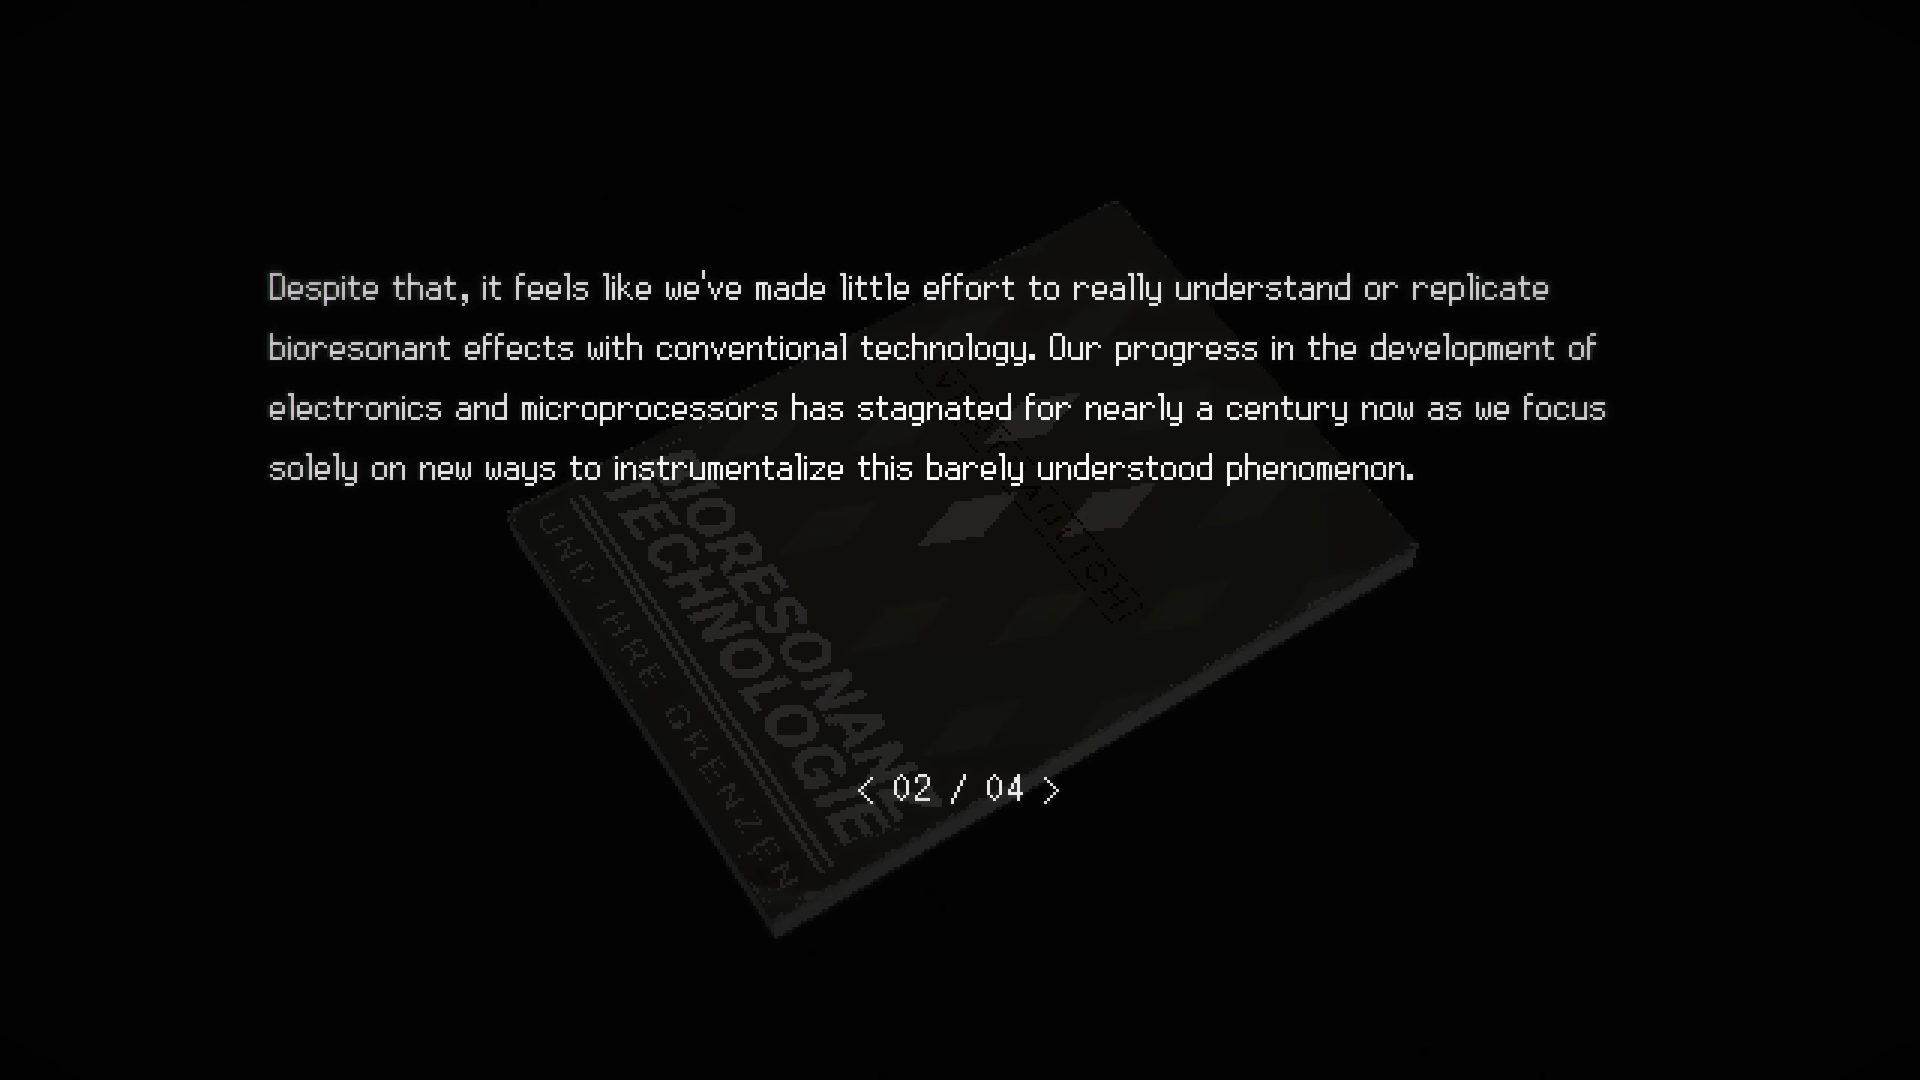 Despite that, it feels like we've made little effort to really understand or replicate
bioresonant effects with conventional technology. Our progress in the development of
electronics and microprocessors has stagnated for nearly a century now as we focus
solely on new ways to instrumentalize this barely understood phenomenon.
BIORESONANZ
TECHNOLOGIE
UND IHRE GRENZEN
< 02 / 04 >